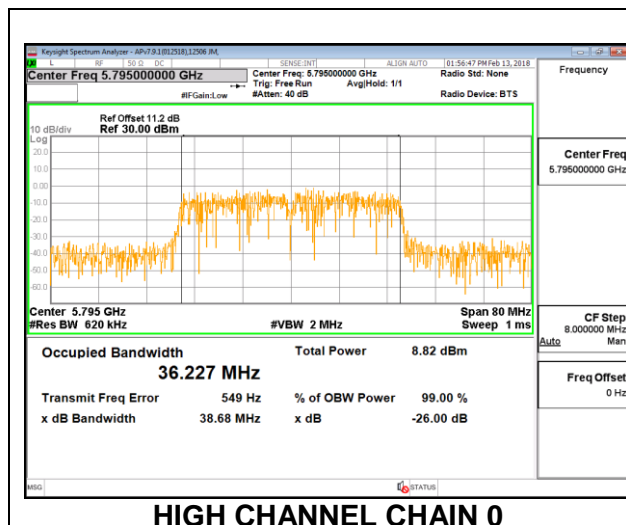 Keysight Spectrum Analyzer - APv7.9.1(012518),12506 JM,
L RF 50 Ω DC SENSE:INT ALIGN AUTO 01:56:47 PM Feb 13, 2018
Center Freq 5.795000000 GHz Center Freq: 5.795000000 GHz Radio Std: None Frequency
Trig: Free Run Avg|Hold: 1/1
#IFGain:Low #Atten: 40 dB Radio Device: BTS
Ref Offset 11.2 dB
10 dB/div Ref 30.00 dBm
Log
20.0
10.0
0.00
-10.0
-20.0
-30.0
-40.0
-50.0
-60.0
Center Freq
5.795000000 GHz
Center 5.795 GHz Span 80 MHz
#Res BW 620 kHz #VBW 2 MHz Sweep 1 ms
CF Step
8.000000 MHz
Auto Man
Occupied Bandwidth Total Power 8.82 dBm
36.227 MHz
Freq Offset
0 Hz
Transmit Freq Error 549 Hz % of OBW Power 99.00 %
x dB Bandwidth 38.68 MHz x dB -26.00 dB
MSG STATUS
HIGH CHANNEL CHAIN 0